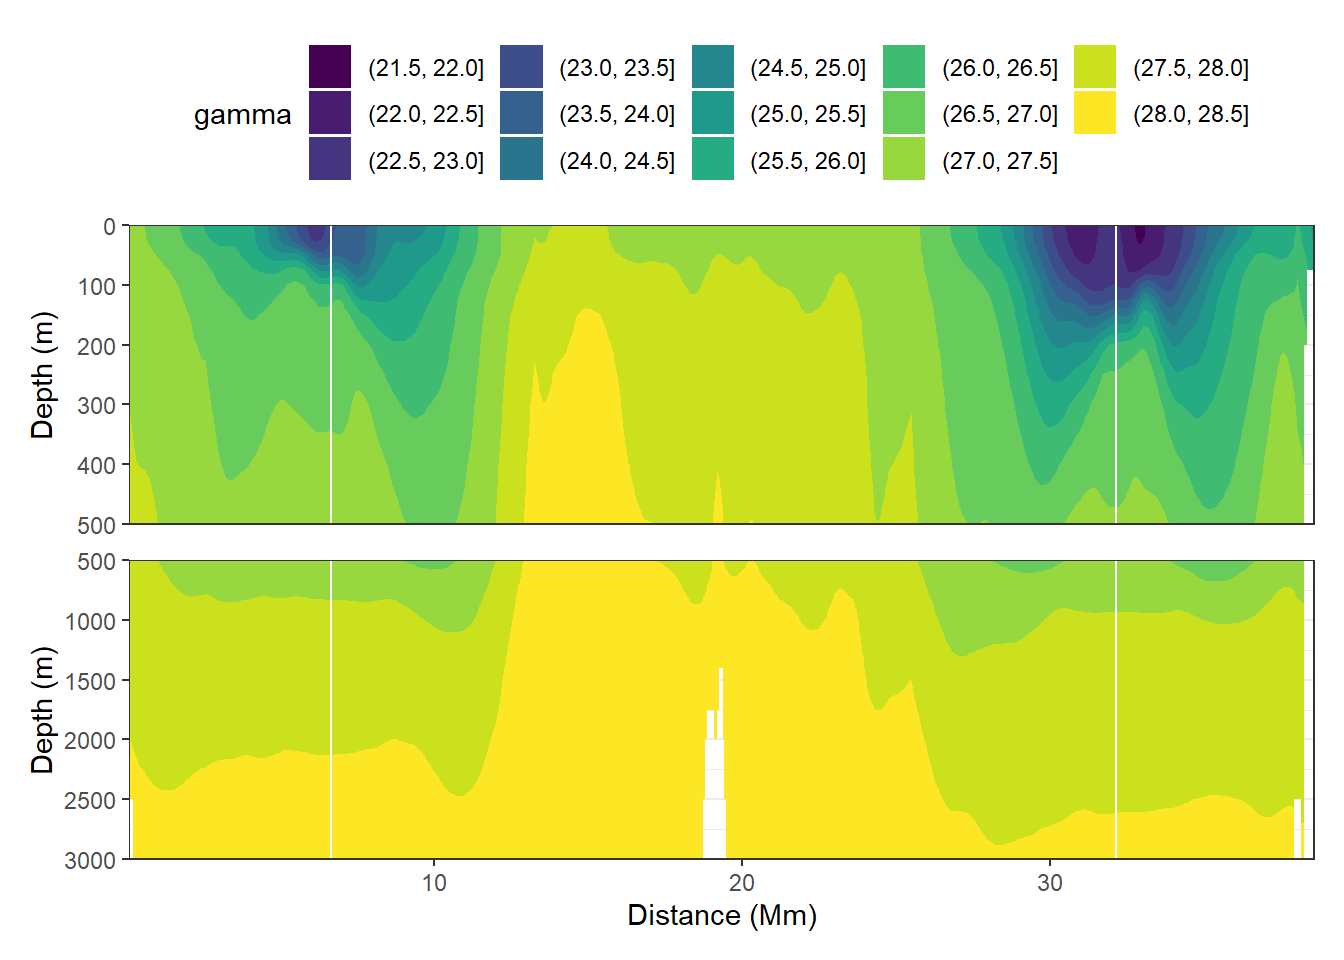 gamma
(21.5, 22.0] (23.0, 23.5] (24.5, 25.0] (26.0, 26.5] (27.5, 28.0]
(22.0, 22.5] (23.5, 24.0] (25.0, 25.5] (26.5, 27.0] (28.0, 28.5]
(22.5, 23.0] (24.0, 24.5] (25.5, 26.0] (27.0, 27.5]
Depth (m)
0
100
200
300
400
500
Depth (m)
500
1000
1500
2000
2500
3000
10 20 30
Distance (Mm)